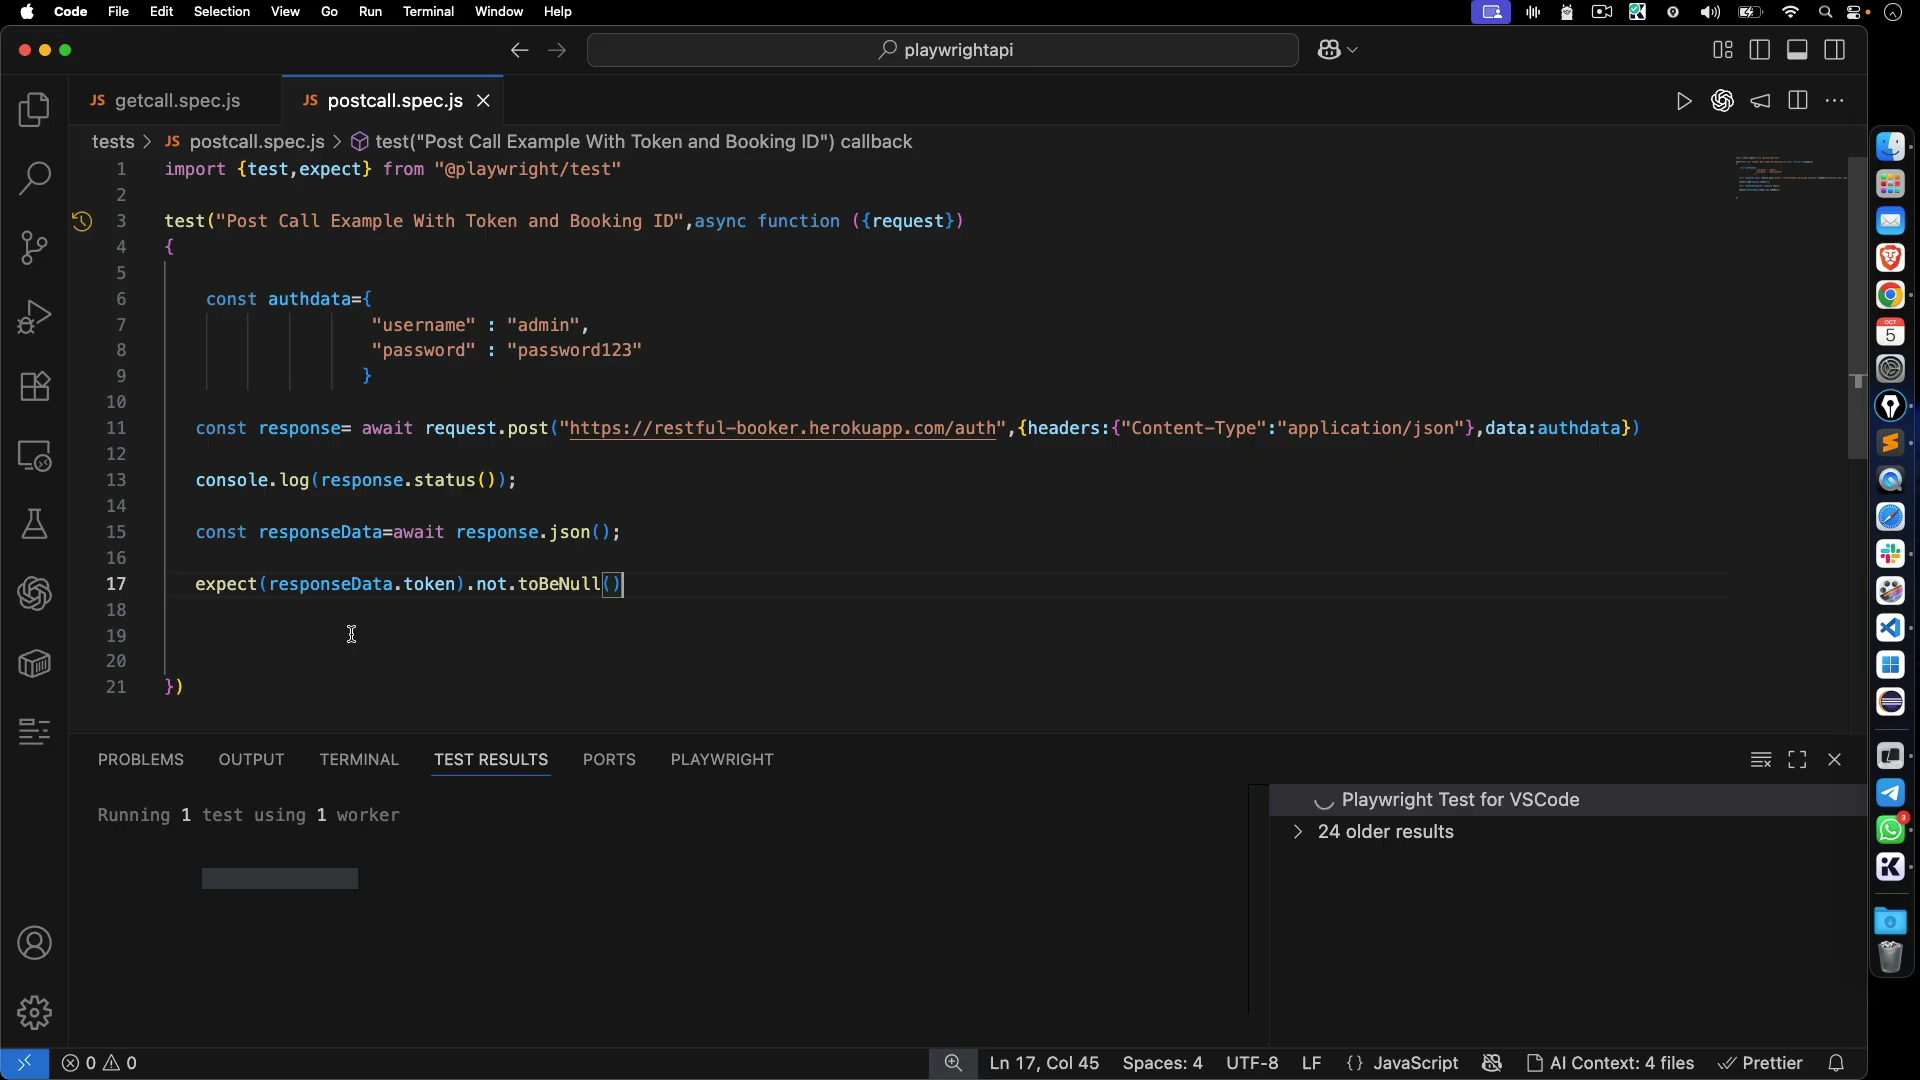 Code File Edit Selection View Go Run Terminal Window Help
playwrightapi
JS getcall.spec.js
JS postcall.spec.js
tests > JS postcall.spec.js > test("Post Call Example With Token and Booking ID") callback
1 import {test,expect} from "@playwright/test"
2
3 test("Post Call Example With Token and Booking ID",async function ({request})
4 {
5
6 const authdata={
7 "username" : "admin",
8 "password" : "password123"
9 }
10
11 const response= await request.post("https://restful-booker.herokuapp.com/auth",{headers:{"Content-Type":"application/json"},data:authdata})
12
13 console.log(response.status());
14
15 const responseData=await response.json();
16
17 expect(responseData.token).not.toBeNull()
18
19
20
21 })
PROBLEMS OUTPUT TERMINAL TEST RESULTS PORTS PLAYWRIGHT
Running 1 test using 1 worker
Playwright Test for VSCode
24 older results
0 0
Ln 17, Col 45 Spaces: 4 UTF-8 LF {} JavaScript AI Context: 4 files Prettier
OCT
5
3